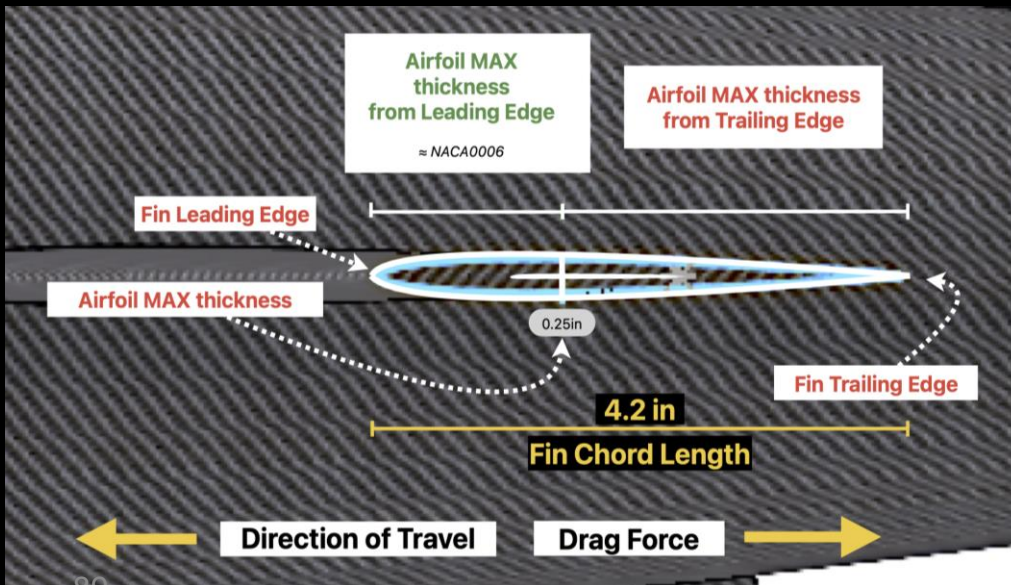 Airfoil MAX
thickness
from Leading Edge
≈ NACA0006
Airfoil MAX thickness
from Trailing Edge
Fin Leading Edge
Airfoil MAX thickness
0.25in
Fin Trailing Edge
4.2 in
Fin Chord Length
Direction of Travel
Drag Force